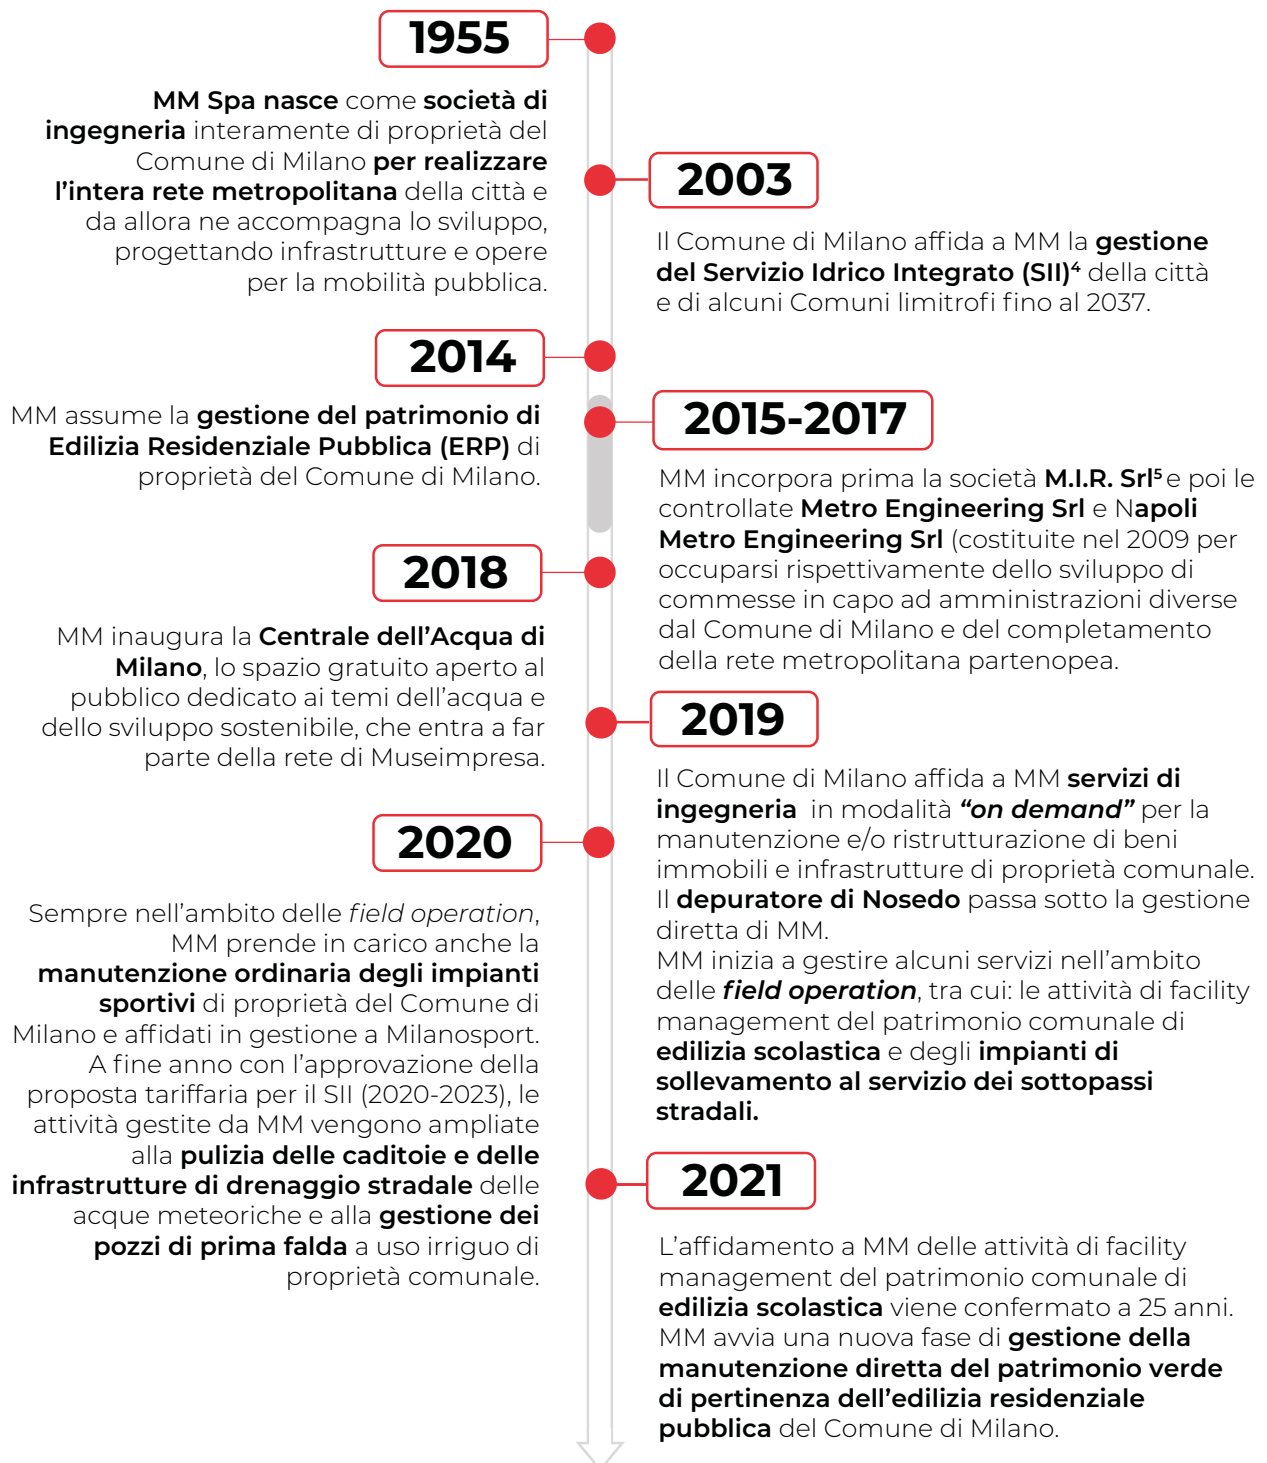 1955
MM Spa nasce come società di
ingegneria interamente di proprietà del
Comune di Milano per realizzare
l’intera rete metropolitana della città e
da allora ne accompagna lo sviluppo,
progettando infrastrutture e opere
per la mobilità pubblica.
2003
Il Comune di Milano affida a MM la gestione
del Servizio Idrico Integrato (SII)⁴ della città
e di alcuni Comuni limitrofi fino al 2037.
2014
MM assume la gestione del patrimonio di
Edilizia Residenziale Pubblica (ERP) di
proprietà del Comune di Milano.
2015-2017
MM incorpora prima la società M.I.R. Srl⁵ e poi le
controllate Metro Engineering Srl e Napoli
Metro Engineering Srl (costituite nel 2009 per
occuparsi rispettivamente dello sviluppo di
commesse in capo ad amministrazioni diverse
dal Comune di Milano e del completamento
della rete metropolitana partenopea.
2018
MM inaugura la Centrale dell’Acqua di
Milano, lo spazio gratuito aperto al
pubblico dedicato ai temi dell’acqua e
dello sviluppo sostenibile, che entra a far
parte della rete di Museimpresa.
2019
Il Comune di Milano affida a MM servizi di
ingegneria in modalità “on demand” per la
manutenzione e/o ristrutturazione di beni
immobili e infrastrutture di proprietà comunale.
Il depuratore di Nosedo passa sotto la gestione
diretta di MM.
MM inizia a gestire alcuni servizi nell’ambito
delle field operation, tra cui: le attività di facility
management del patrimonio comunale di
edilizia scolastica e degli impianti di
sollevamento al servizio dei sottopassi
stradali.
2020
Sempre nell’ambito delle field operation,
MM prende in carico anche la
manutenzione ordinaria degli impianti
sportivi di proprietà del Comune di
Milano e affidati in gestione a Milanosport.
A fine anno con l’approvazione della
proposta tariffaria per il SII (2020-2023), le
attività gestite da MM vengono ampliate
alla pulizia delle caditoie e delle
infrastrutture di drenaggio stradale delle
acque meteoriche e alla gestione dei
pozzi di prima falda a uso irriguo di
proprietà comunale.
2021
L’affidamento a MM delle attività di facility
management del patrimonio comunale di
edilizia scolastica viene confermato a 25 anni.
MM avvia una nuova fase di gestione della
manutenzione diretta del patrimonio verde
di pertinenza dell’edilizia residenziale
pubblica del Comune di Milano.